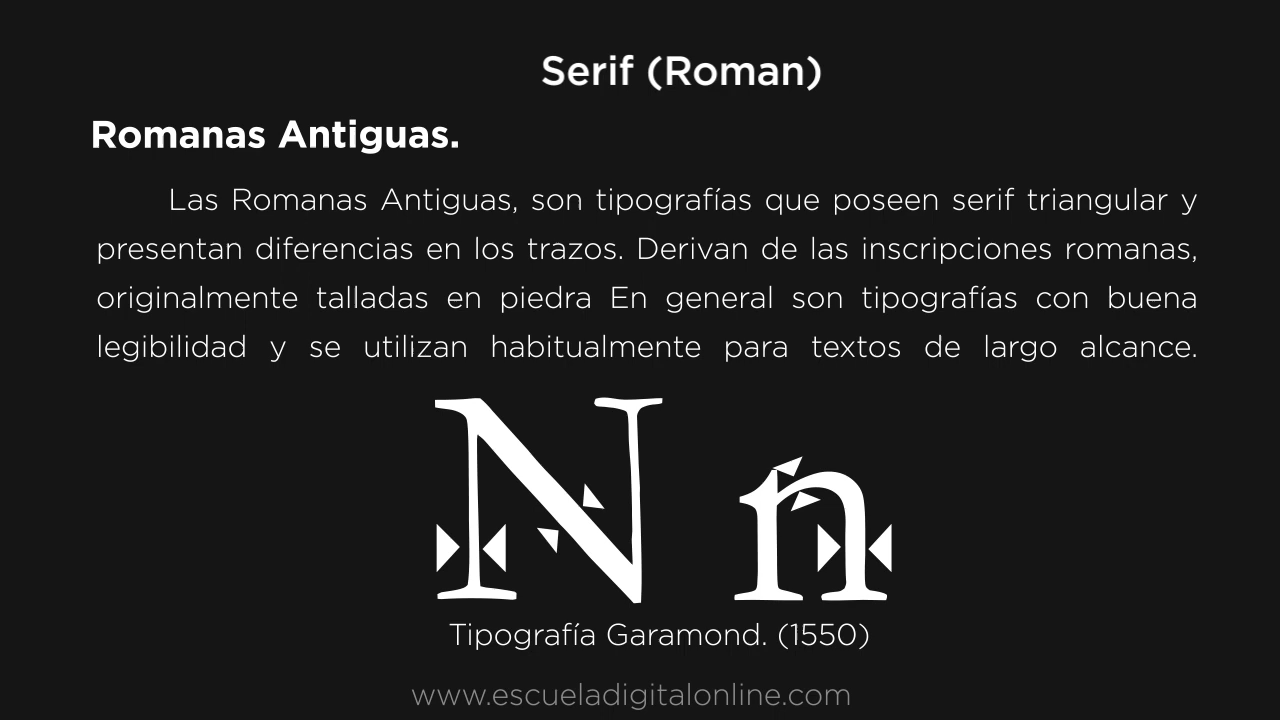 Serif (Roman)
Romanas Antiguas.
Las Romanas Antiguas, son tipografías que poseen serif triangular y
presentan diferencias en los trazos. Derivan de las inscripciones romanas,
originalmente talladas en piedra En general son tipografías con buena
legibilidad y se utilizan habitualmente para textos de largo alcance.
N n
Tipografía Garamond. (1550)
www.escueladigitalonline.com